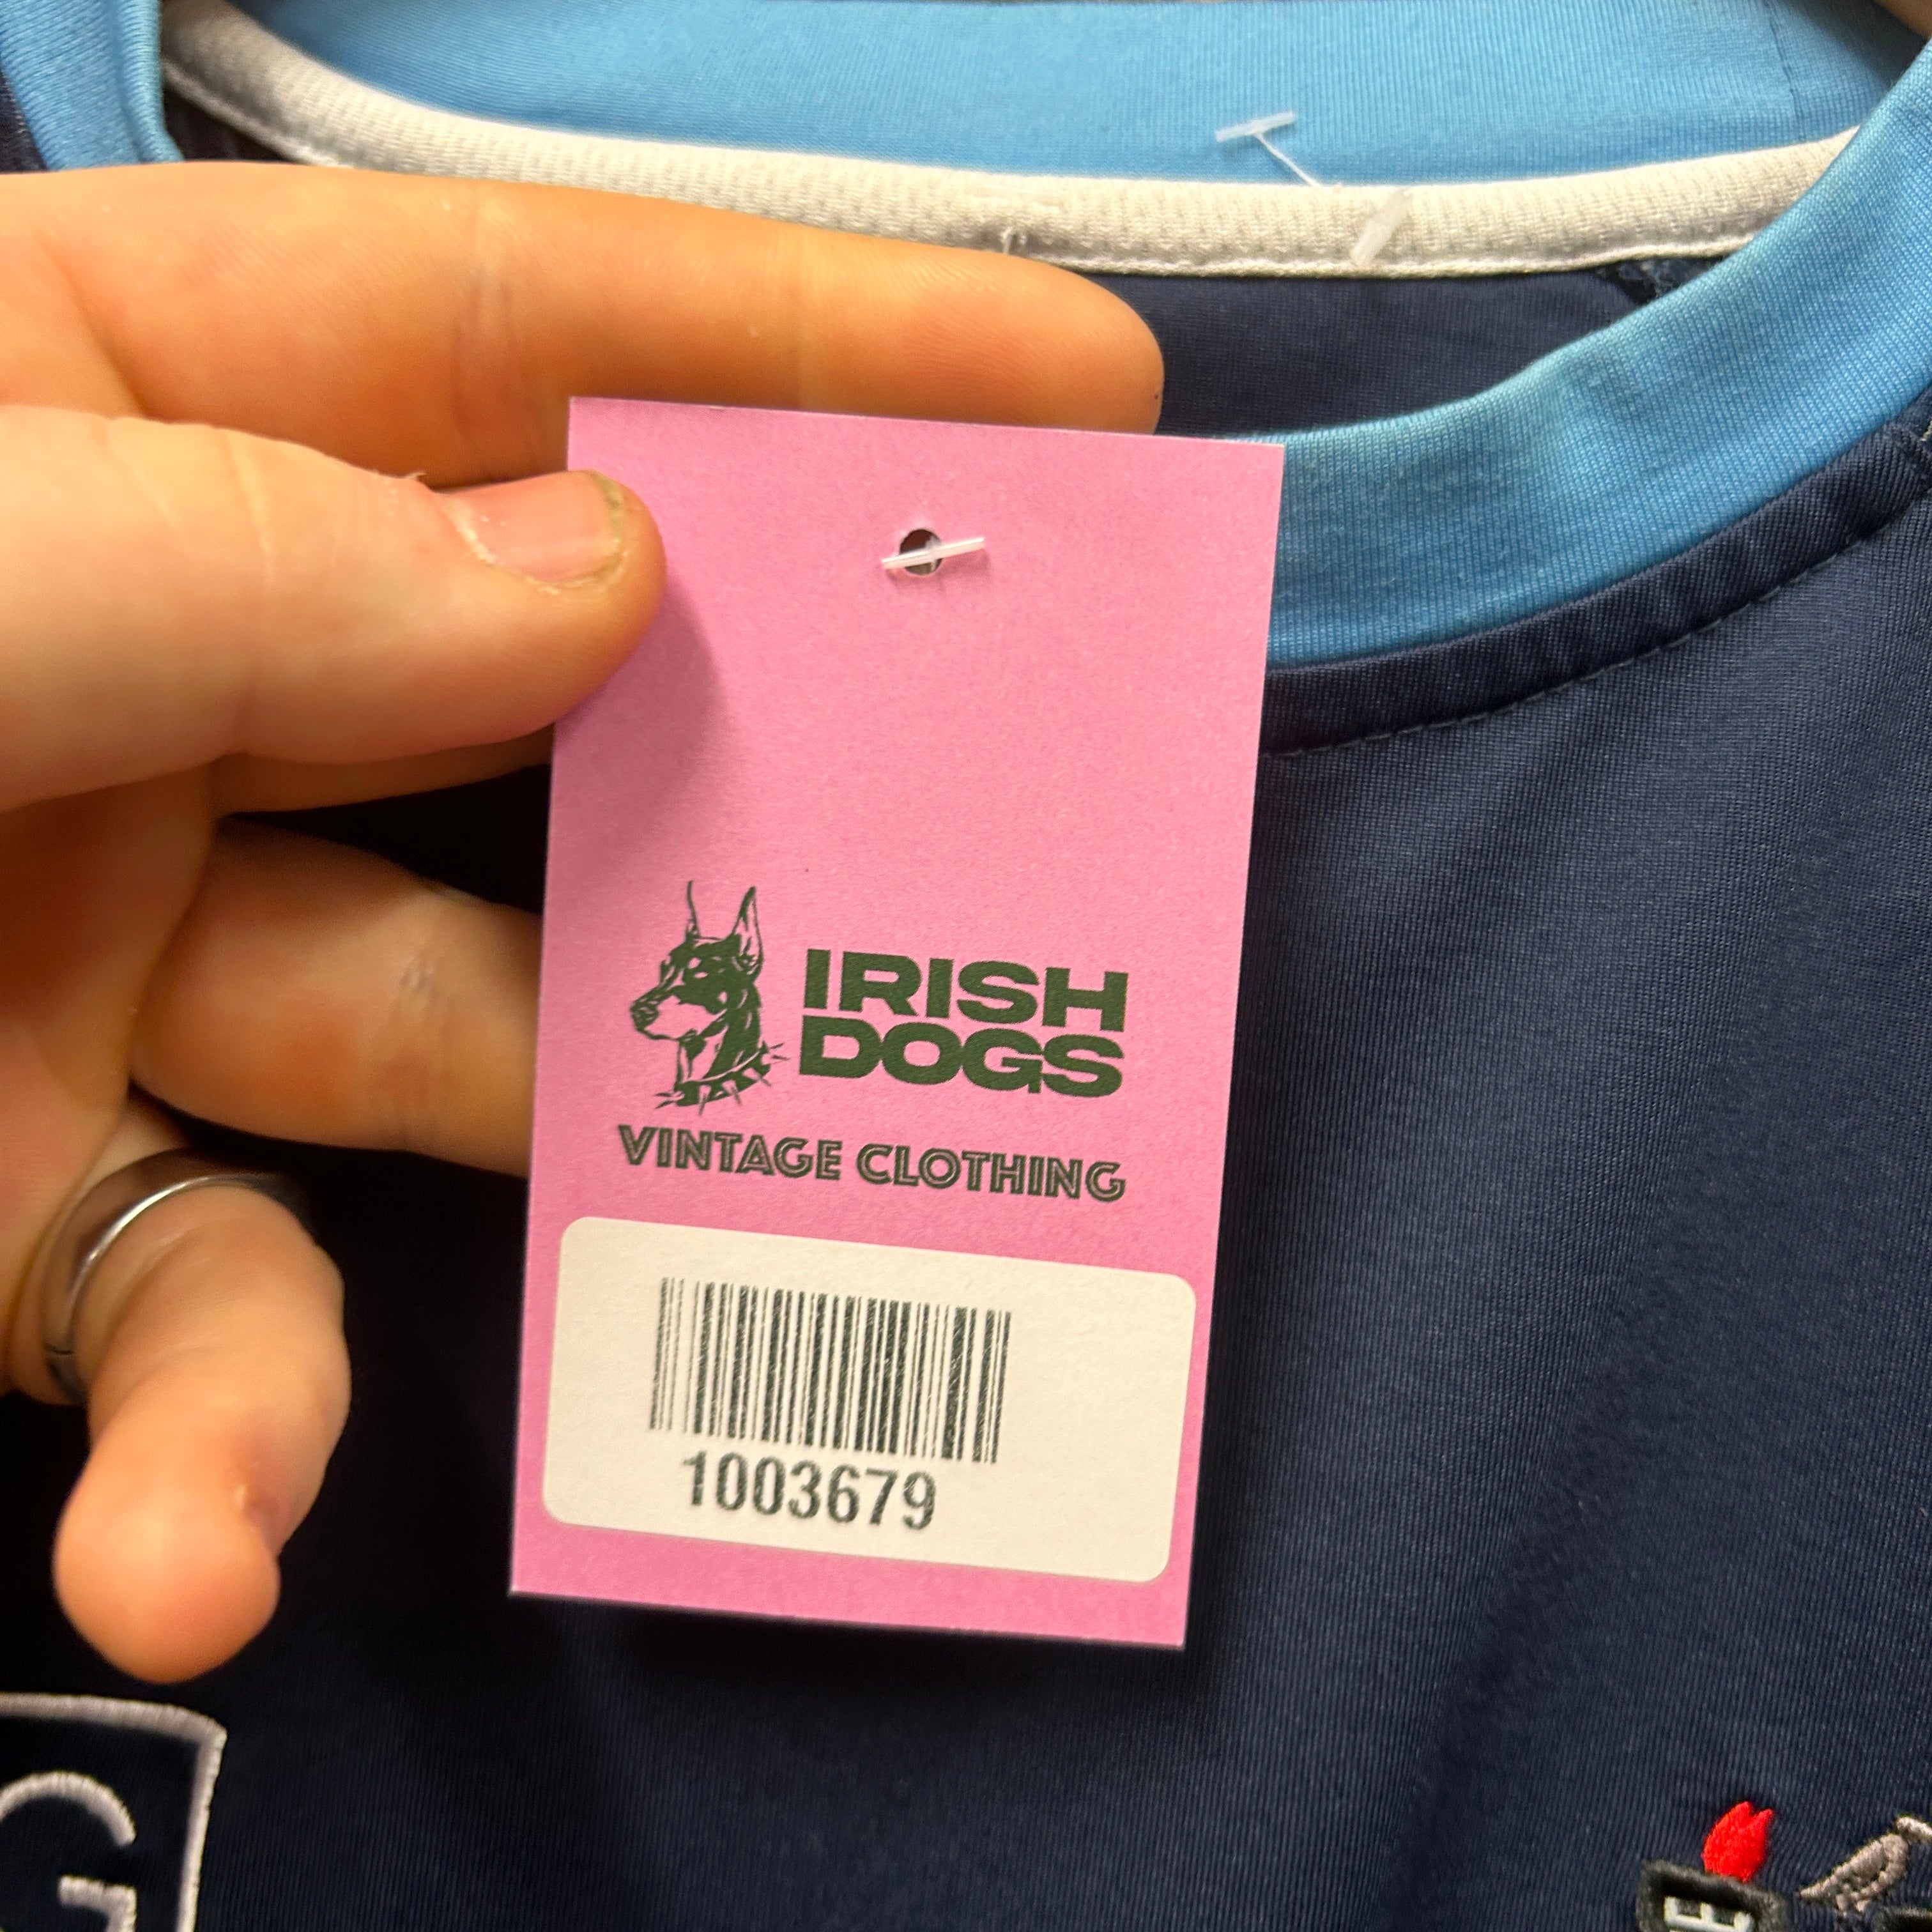 IRISH
DOGS
VINTAGE CLOTHING
1003679
G
E